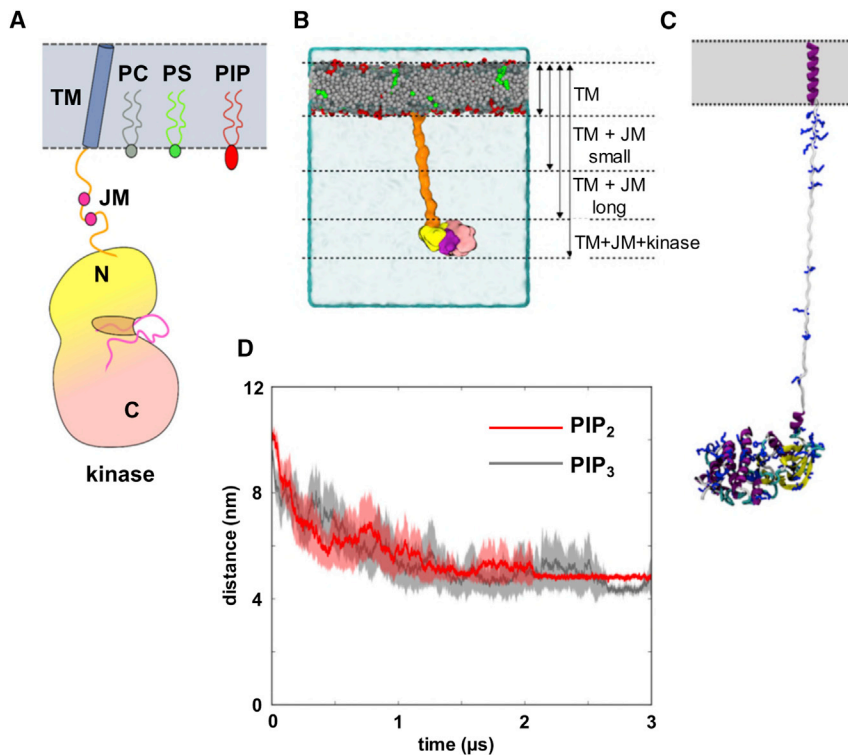 A
PC PS PIP
TM
JM
N
C
kinase
B
TM
TM + JM
small
TM + JM
long
TM+JM+kinase
C
D
12
8
4
0
distance (nm)
PIP2
PIP3
0 1 2 3
time (µs)